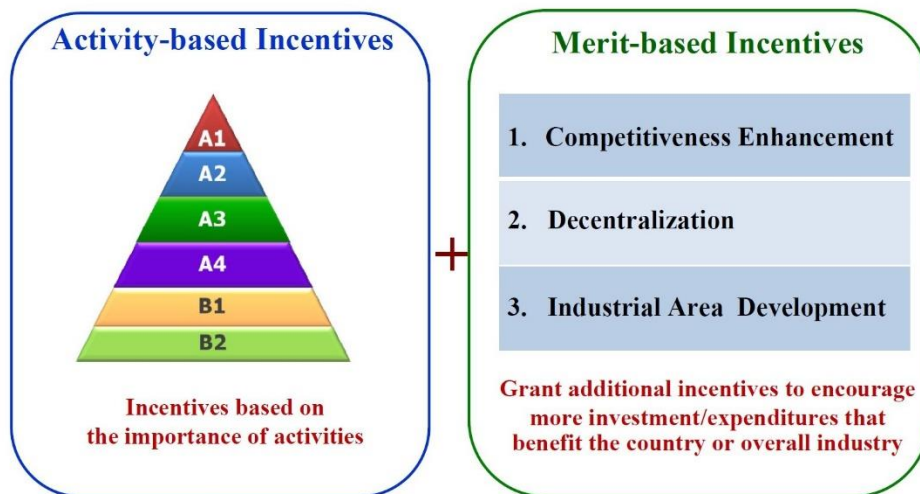 Activity-based Incentives
A1
A2
A3
A4
B1
B2
Incentives based on
the importance of activities
+
Merit-based Incentives
1. Competitiveness Enhancement
2. Decentralization
3. Industrial Area Development
Grant additional incentives to encourage
more investment/expenditures that
benefit the country or overall industry